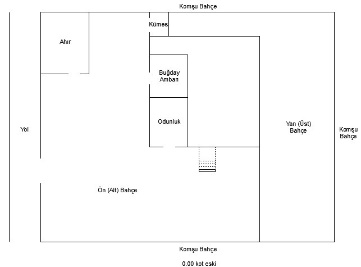 Komşu Bahçe
Kümes
Ahır
Buğday
Ambarı
Odunluk
Yol
Yan (Üst)
Bahçe
Komşu
Bahçe
Ön (Alt) Bahçe
Komşu Bahçe
0.00 kot eski